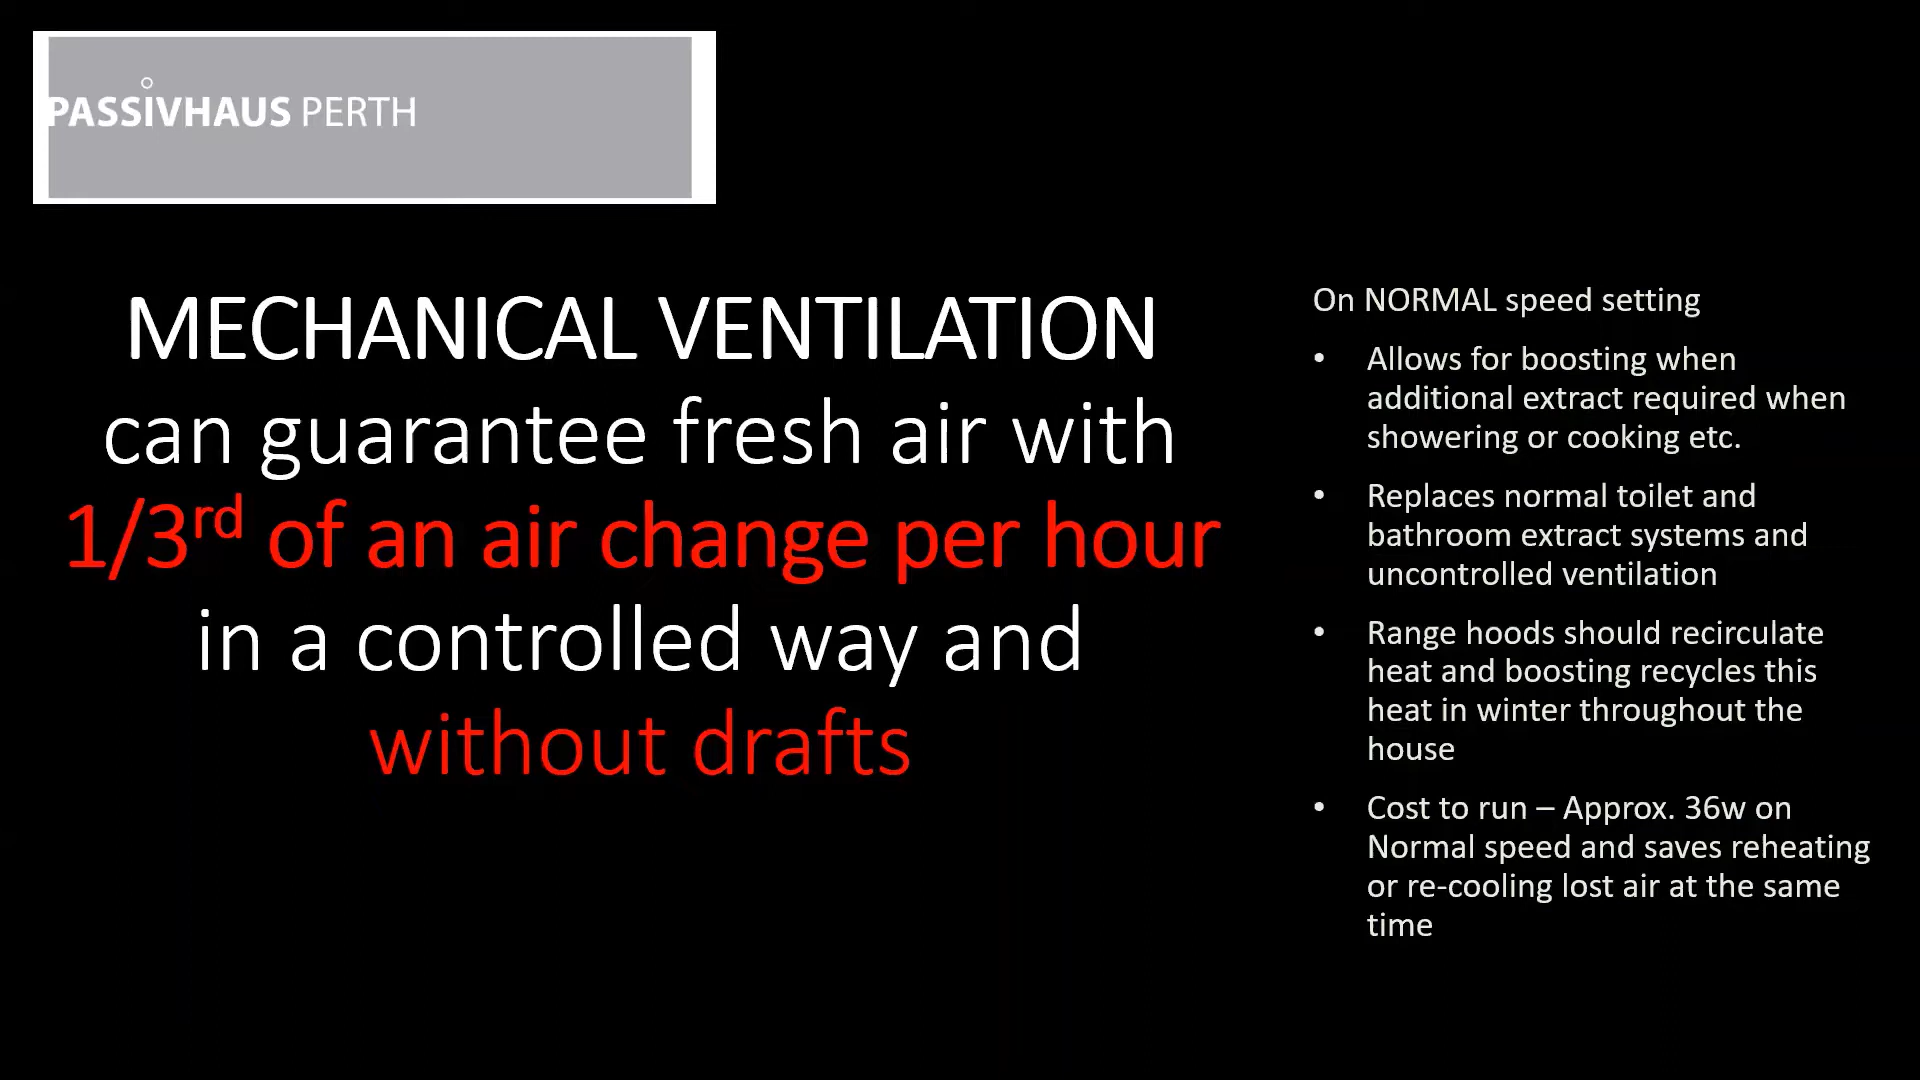 PASSIVHAUS PERTH
MECHANICAL VENTILATION
can guarantee fresh air with
1/3rd of an air change per hour
in a controlled way and
without drafts
On NORMAL speed setting
• Allows for boosting when
additional extract required when
showering or cooking etc.
• Replaces normal toilet and
bathroom extract systems and
uncontrolled ventilation
• Range hoods should recirculate
heat and boosting recycles this
heat in winter throughout the
house
• Cost to run – Approx. 36w on
Normal speed and saves reheating
or re-cooling lost air at the same
time